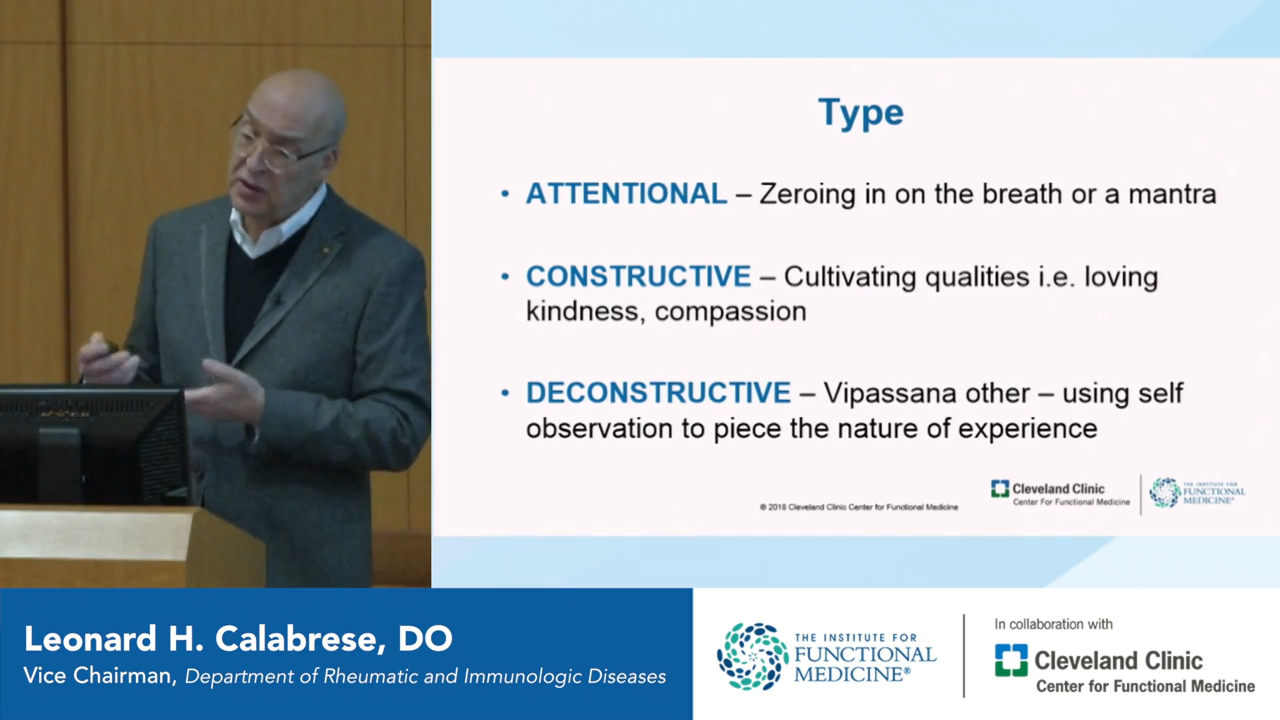 Type
• ATTENTIONAL – Zeroing in on the breath or a mantra
• CONSTRUCTIVE – Cultivating qualities i.e. loving
kindness, compassion
• DECONSTRUCTIVE – Vipassana other – using self
observation to piece the nature of experience
© 2018 Cleveland Clinic Center for Functional Medicine
Cleveland Clinic
Center For Functional Medicine
THE INSTITUTE FOR
FUNCTIONAL
MEDICINE®
Leonard H. Calabrese, DO
Vice Chairman, Department of Rheumatic and Immunologic Diseases
THE INSTITUTE FOR
FUNCTIONAL
MEDICINE®
In collaboration with
Cleveland Clinic
Center for Functional Medicine